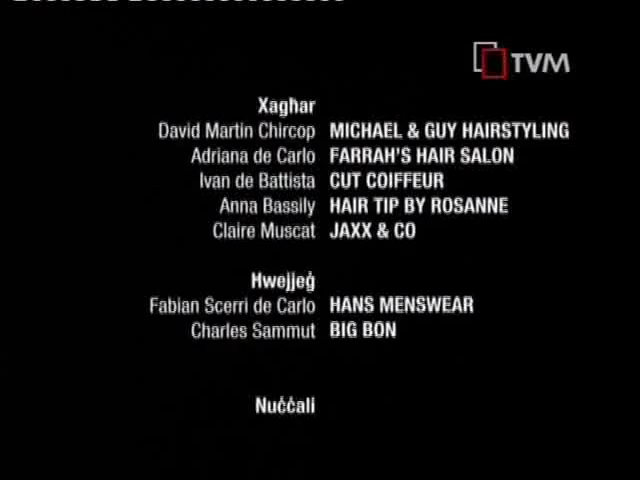 TVM
Xagħar
David Martin Chircop MICHAEL & GUY HAIRSTYLING
Adriana de Carlo FARRAH'S HAIR SALON
Ivan de Battista CUT COIFFEUR
Anna Bassily HAIR TIP BY ROSANNE
Claire Muscat JAXX & CO
Ħwejjeġ
Fabian Scerri de Carlo HANS MENSWEAR
Charles Sammut BIG BON
Nuċċali